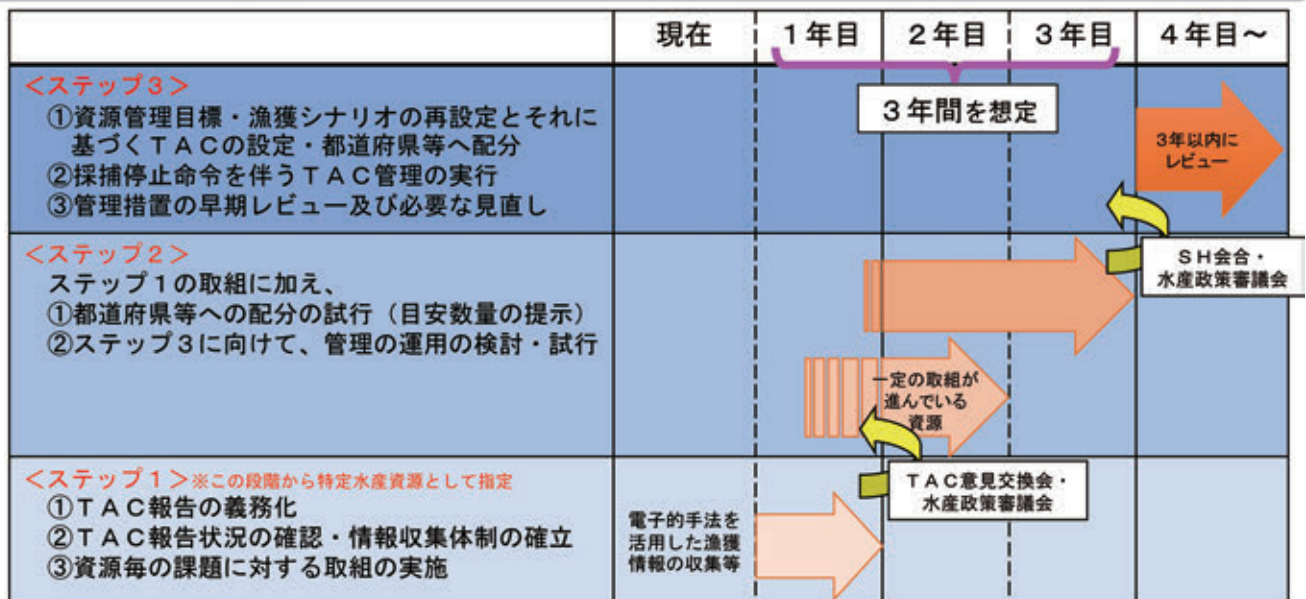 現在
１年目
２年目
３年目
４年目～
３年間を想定
＜ステップ３＞
①資源管理目標・漁獲シナリオの再設定とそれに
基づくＴＡＣの設定・都道府県等へ配分
②採捕停止命令を伴うＴＡＣ管理の実行
③管理措置の早期レビュー及び必要な見直し
3年以内に
レビュー
＜ステップ２＞
ステップ１の取組に加え、
①都道府県等への配分の試行（目安数量の提示）
②ステップ３に向けて、管理の運用の検討・試行
ＳＨ会合・
水産政策審議会
一定の取組が
進んでいる
資源
＜ステップ１＞※この段階から特定水産資源として指定
①ＴＡＣ報告の義務化
②ＴＡＣ報告状況の確認・情報収集体制の確立
③資源毎の課題に対する取組の実施
電子的手法を
活用した漁獲
情報の収集等
ＴＡＣ意見交換会・
水産政策審議会